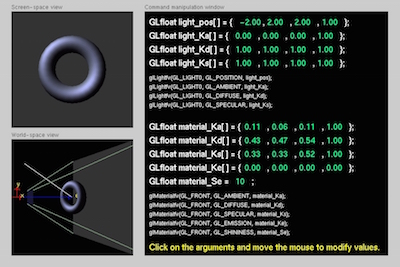 Screen-space view
Command manipulation window
GLfloat light_pos[ ] = { -2.00 , 2.00 , 2.00 , 1.00 };
GLfloat light_Ka[ ] = { 0.00 , 0.00 , 0.00 , 1.00 };
GLfloat light_Kd[ ] = { 1.00 , 1.00 , 1.00 , 1.00 };
GLfloat light_Ks[ ] = { 1.00 , 1.00 , 1.00 , 1.00 };
glLightfv(GL_LIGHT0, GL_POSITION, light_pos);
glLightfv(GL_LIGHT0, GL_AMBIENT, light_Ka);
glLightfv(GL_LIGHT0, GL_DIFFUSE, light_Kd);
glLightfv(GL_LIGHT0, GL_SPECULAR, light_Ks);
World-space view
GLfloat material_Ka[ ] = { 0.11 , 0.06 , 0.11 , 1.00 };
GLfloat material_Kd[ ] = { 0.43 , 0.47 , 0.54 , 1.00 };
GLfloat material_Ks[ ] = { 0.33 , 0.33 , 0.52 , 1.00 };
GLfloat material_Ke[ ] = { 0.00 , 0.00 , 0.00 , 0.00 };
GLfloat material_Se = 10 ;
glMaterialfv(GL_FRONT, GL_AMBIENT, material_Ka);
glMaterialfv(GL_FRONT, GL_DIFFUSE, material_Kd);
glMaterialfv(GL_FRONT, GL_SPECULAR, material_Ks);
glMaterialfv(GL_FRONT, GL_EMISSION, material_Ke);
glMaterialfv(GL_FRONT, GL_SHININESS, material_Se);
Click on the arguments and move the mouse to modify values.